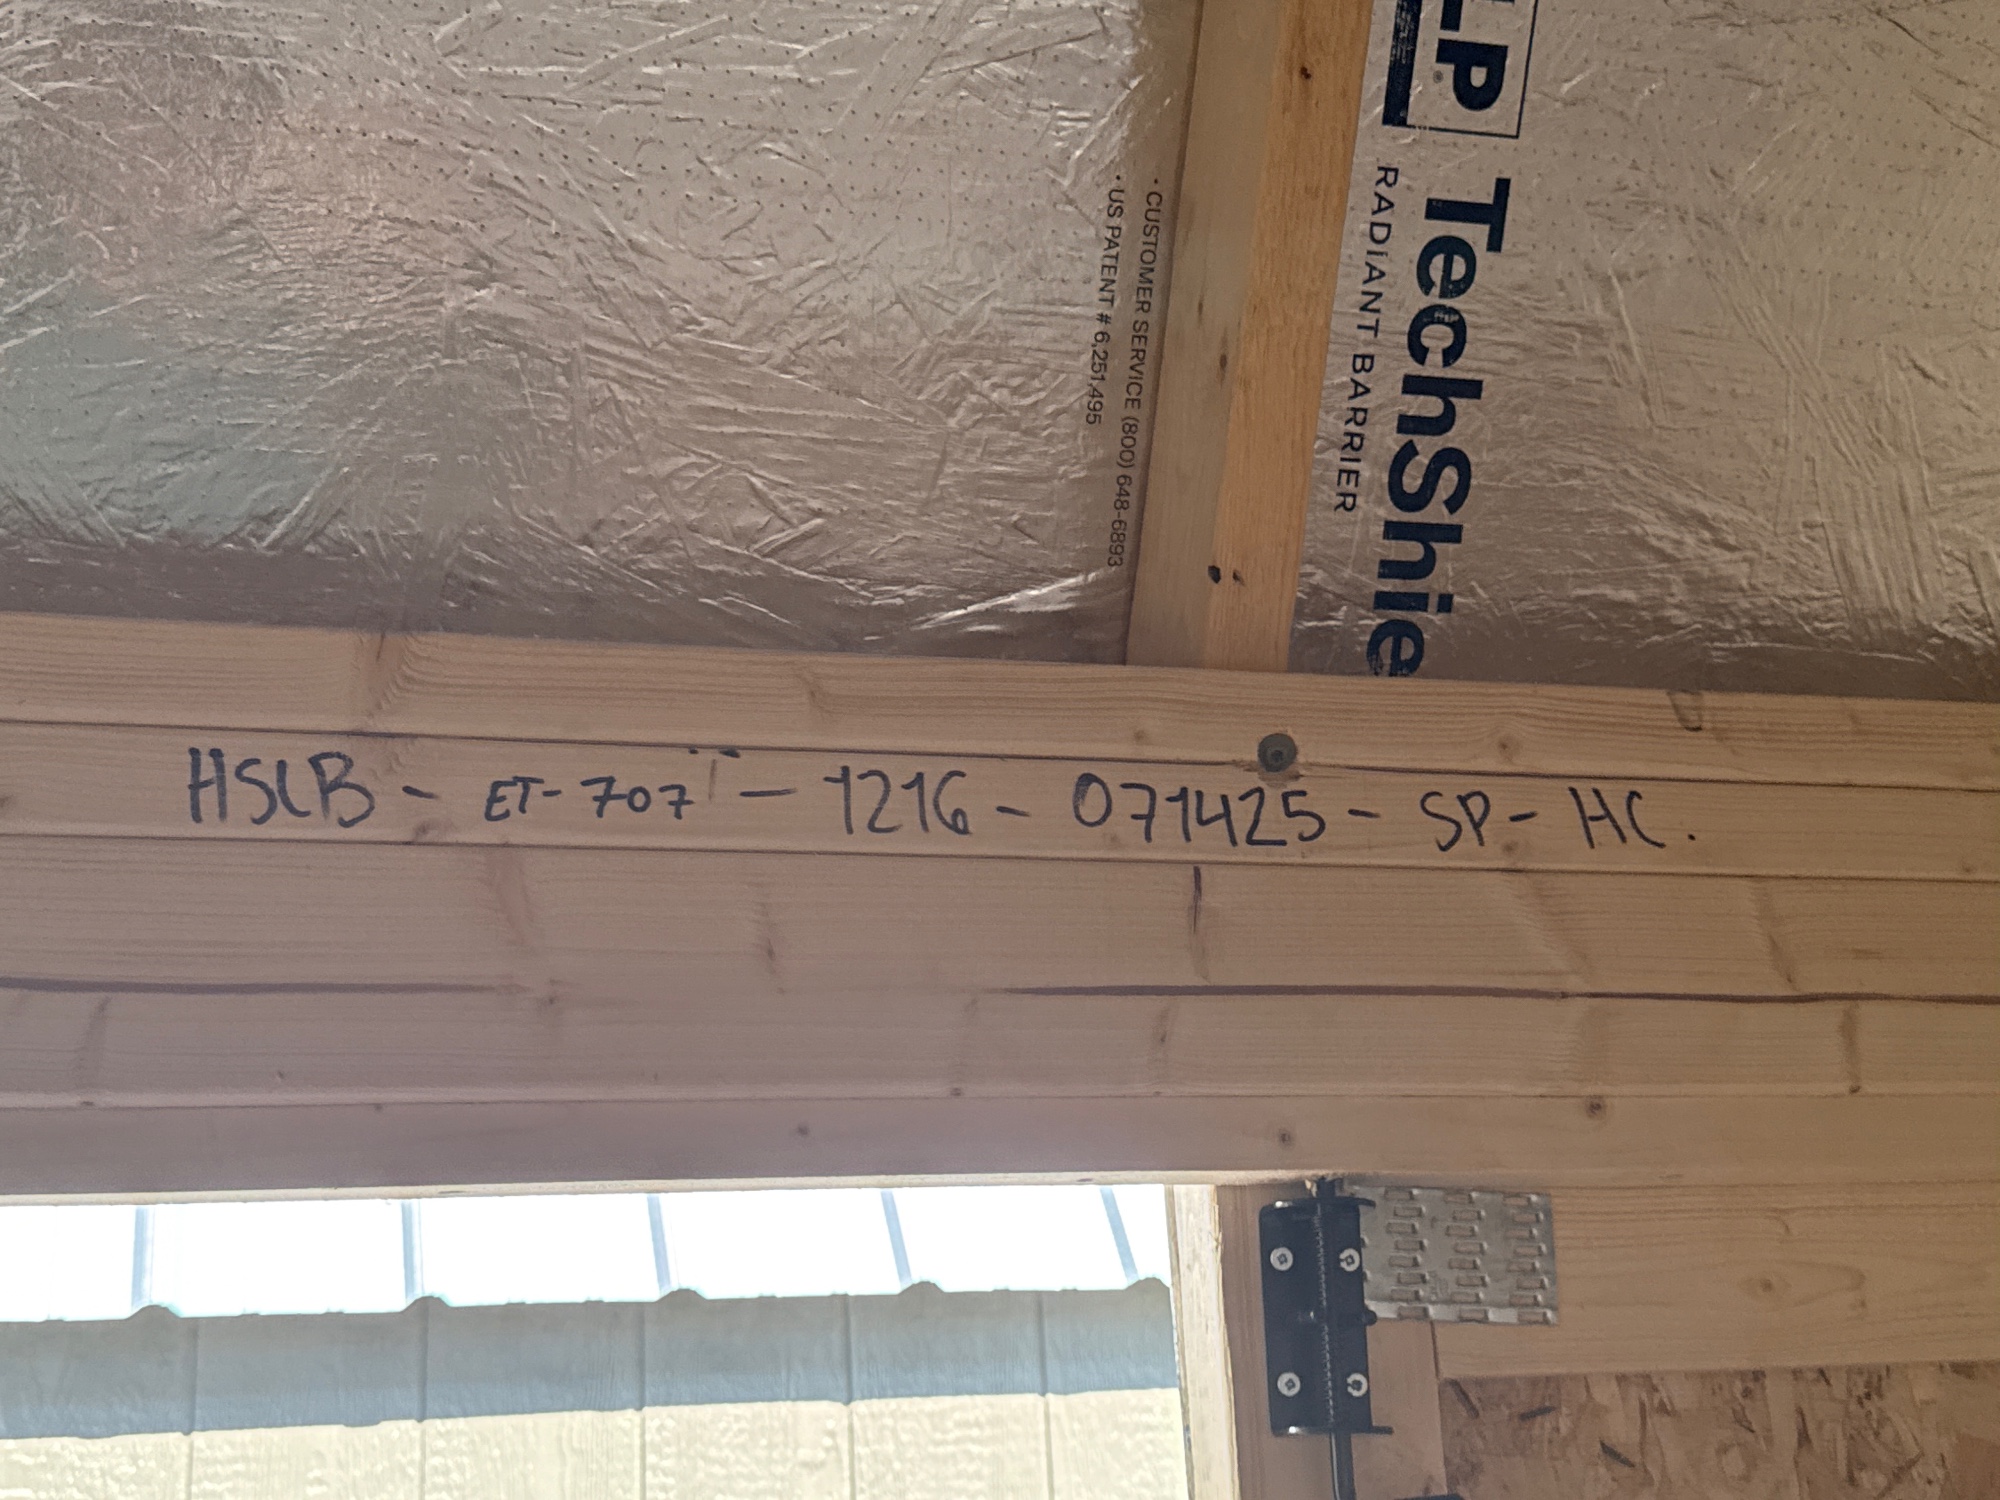 LP
TechShie
RADIANT BARRIER
· CUSTOMER SERVICE (800) 648-6893
· US PATENT # 6,251,495
HSLB - ET-707 - 1216 - 071425 - SP - HC.